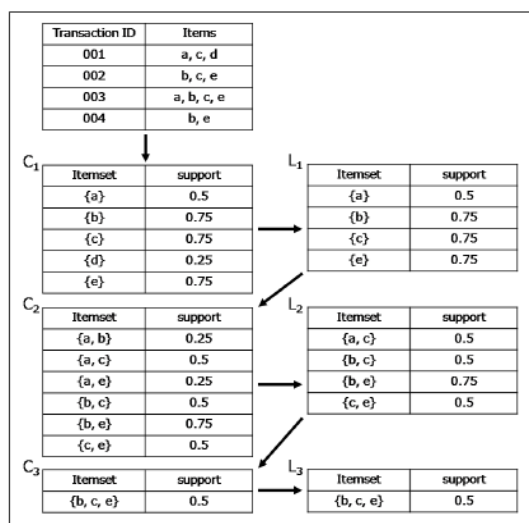 Transaction ID Items
001 a, c, d
002 b, c, e
003 a, b, c, e
004 b, e
C1
Itemset support
{a} 0.5
{b} 0.75
{c} 0.75
{d} 0.25
{e} 0.75
L1
Itemset support
{a} 0.5
{b} 0.75
{c} 0.75
{e} 0.75
C2
Itemset support
{a, b} 0.25
{a, c} 0.5
{a, e} 0.25
{b, c} 0.5
{b, e} 0.75
{c, e} 0.5
L2
Itemset support
{a, c} 0.5
{b, c} 0.5
{b, e} 0.75
{c, e} 0.5
C3
Itemset support
{b, c, e} 0.5
L3
Itemset support
{b, c, e} 0.5